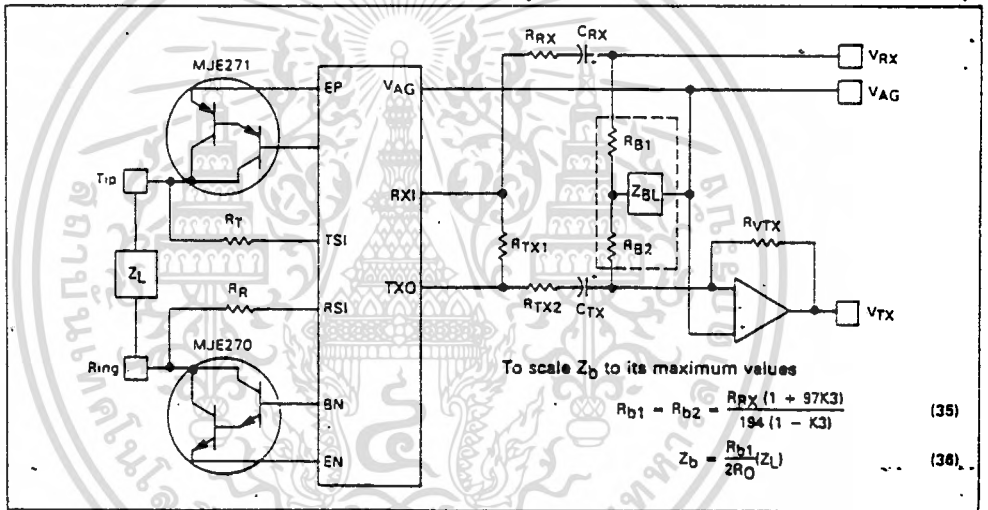 MJE271
EP
VAG
RXI
TXO
TSI
RSI
BN
EN
Tip
RT
ZL
RR
Ring
MJE270
RRX
CRX
VRX
VAG
RB1
ZBL
RB2
RTX1
RTX2
CTX
RVTX
VTX
To scale Zb to its maximum values
Rb1 = Rb2 = RRX (1 + 97K3) / 194 (1 - K3) (35)
Zb = Rb1 / 2RO (ZL) (36)